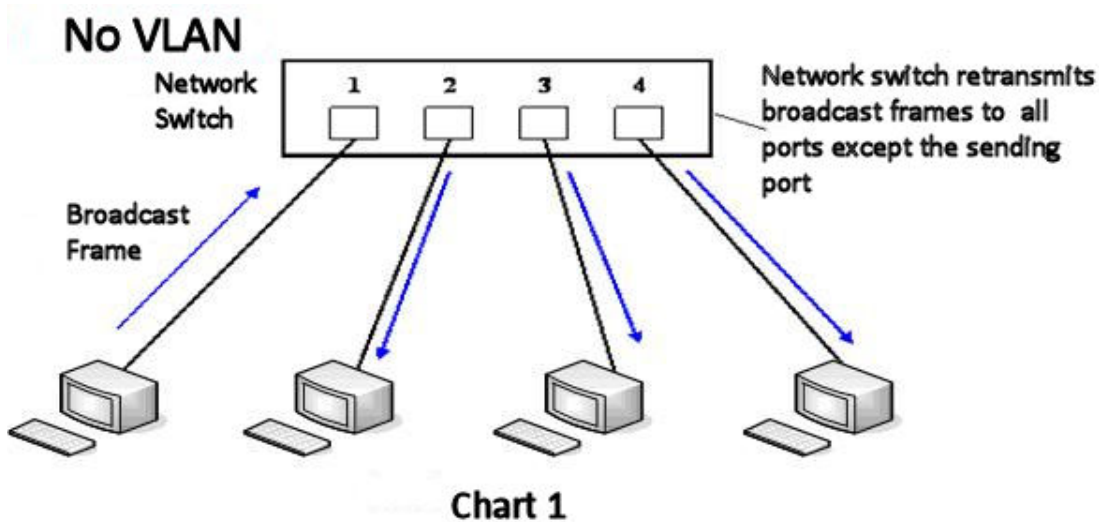 No VLAN
Network
Switch
1 2 3 4
Network switch retransmits
broadcast frames to all
ports except the sending
port
Broadcast
Frame
Chart 1